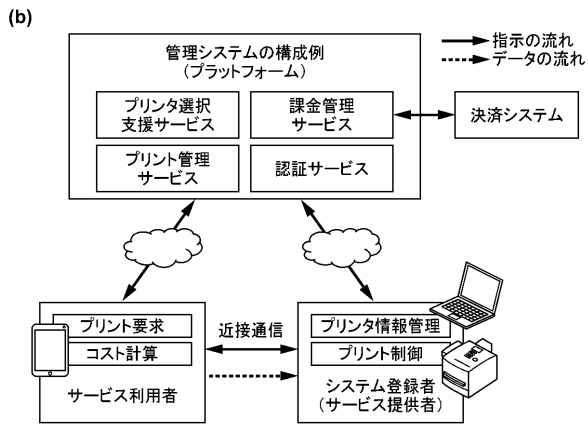 (b)
管理システムの構成例
(プラットフォーム)
指示の流れ
データの流れ
プリンタ選択
支援サービス
課金管理
サービス
決済システム
プリント管理
サービス
認証サービス
プリント要求
コスト計算
サービス利用者
近接通信
プリンタ情報管理
プリント制御
システム登録者
(サービス提供者)